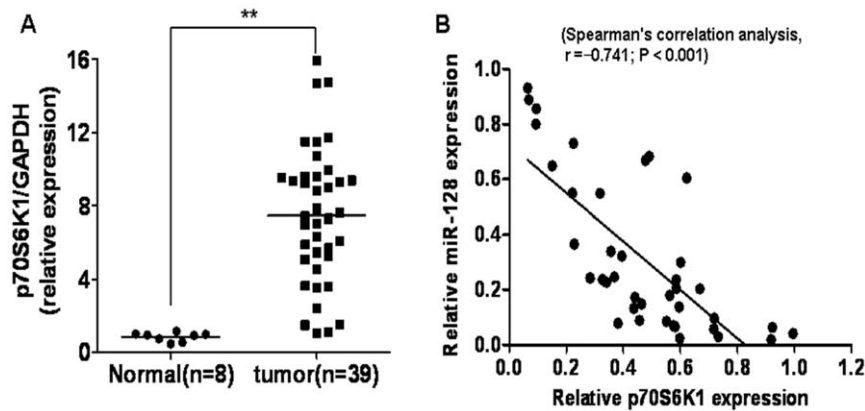 A
**
p70S6K1/GAPDH
(relative expression)
16
12
8
4
0
Normal(n=8) tumor(n=39)
B
(Spearman's correlation analysis,
r=−0.741; P < 0.001)
Relative miR-128 expression
1.0
0.8
0.6
0.4
0.2
0.0
0.0 0.2 0.4 0.6 0.8 1.0 1.2
Relative p70S6K1 expression